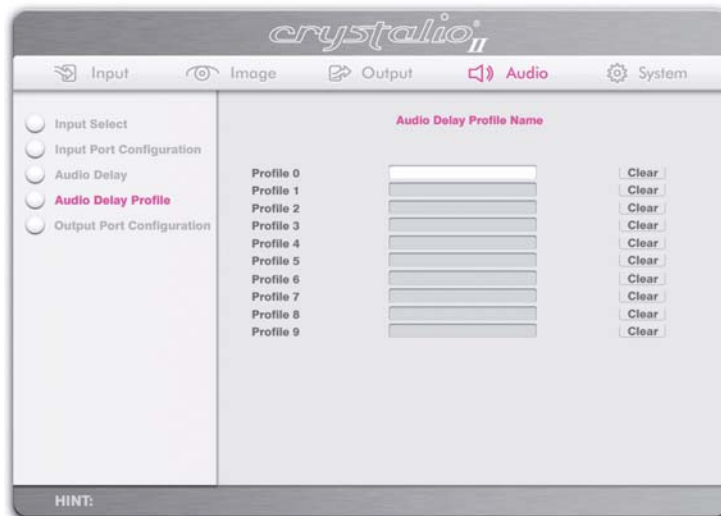 crystalio® II
Input Image Output Audio System
Input Select
Input Port Configuration
Audio Delay
Audio Delay Profile
Output Port Configuration
Audio Delay Profile Name
Profile 0 Clear
Profile 1 Clear
Profile 2 Clear
Profile 3 Clear
Profile 4 Clear
Profile 5 Clear
Profile 6 Clear
Profile 7 Clear
Profile 8 Clear
Profile 9 Clear
HINT: